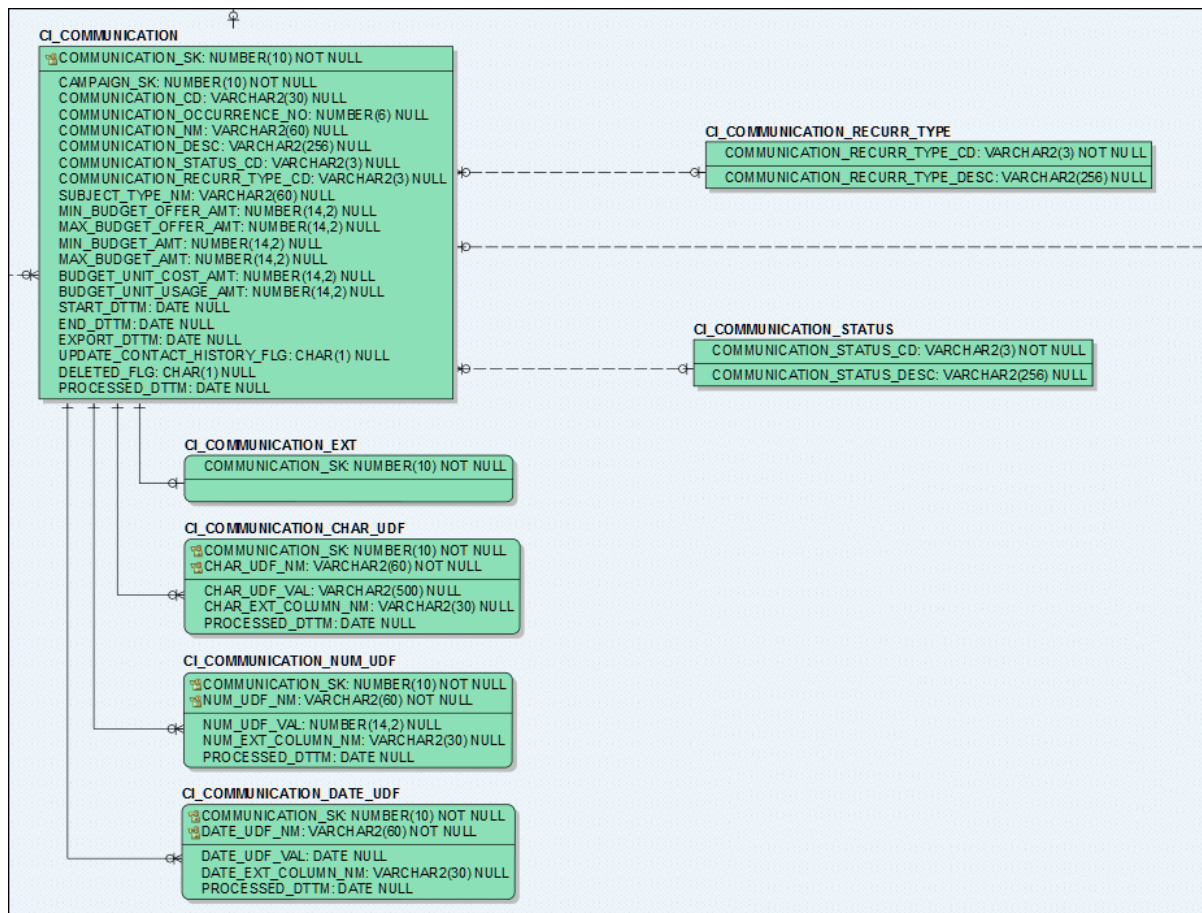 CI_COMMUNICATION
COMMUNICATION_SK: NUMBER(10) NOT NULL
CAMPAIGN_SK: NUMBER(10) NOT NULL
COMMUNICATION_CD: VARCHAR2(30) NULL
COMMUNICATION_OCCURRENCE_NO: NUMBER(6) NULL
COMMUNICATION_NM: VARCHAR2(60) NULL
COMMUNICATION_DESC: VARCHAR2(256) NULL
COMMUNICATION_STATUS_CD: VARCHAR2(3) NULL
COMMUNICATION_RECURR_TYPE_CD: VARCHAR2(3) NULL
SUBJECT_TYPE_NM: VARCHAR2(60) NULL
MIN_BUDGET_OFFER_AMT: NUMBER(14,2) NULL
MAX_BUDGET_OFFER_AMT: NUMBER(14,2) NULL
MIN_BUDGET_AMT: NUMBER(14,2) NULL
MAX_BUDGET_AMT: NUMBER(14,2) NULL
BUDGET_UNIT_COST_AMT: NUMBER(14,2) NULL
BUDGET_UNIT_USAGE_AMT: NUMBER(14,2) NULL
START_DTTM: DATE NULL
END_DTTM: DATE NULL
EXPORT_DTTM: DATE NULL
UPDATE_CONTACT_HISTORY_FLG: CHAR(1) NULL
DELETED_FLG: CHAR(1) NULL
PROCESSED_DTTM: DATE NULL
CI_COMMUNICATION_RECURR_TYPE
COMMUNICATION_RECURR_TYPE_CD: VARCHAR2(3) NOT NULL
COMMUNICATION_RECURR_TYPE_DESC: VARCHAR2(256) NULL
CI_COMMUNICATION_STATUS
COMMUNICATION_STATUS_CD: VARCHAR2(3) NOT NULL
COMMUNICATION_STATUS_DESC: VARCHAR2(256) NULL
CI_COMMUNICATION_EXT
COMMUNICATION_SK: NUMBER(10) NOT NULL
CI_COMMUNICATION_CHAR_UDF
COMMUNICATION_SK: NUMBER(10) NOT NULL
CHAR_UDF_NM: VARCHAR2(60) NOT NULL
CHAR_UDF_VAL: VARCHAR2(500) NULL
CHAR_EXT_COLUMN_NM: VARCHAR2(30) NULL
PROCESSED_DTTM: DATE NULL
CI_COMMUNICATION_NUM_UDF
COMMUNICATION_SK: NUMBER(10) NOT NULL
NUM_UDF_NM: VARCHAR2(60) NOT NULL
NUM_UDF_VAL: NUMBER(14,2) NULL
NUM_EXT_COLUMN_NM: VARCHAR2(30) NULL
PROCESSED_DTTM: DATE NULL
CI_COMMUNICATION_DATE_UDF
COMMUNICATION_SK: NUMBER(10) NOT NULL
DATE_UDF_NM: VARCHAR2(60) NOT NULL
DATE_UDF_VAL: DATE NULL
DATE_EXT_COLUMN_NM: VARCHAR2(30) NULL
PROCESSED_DTTM: DATE NULL